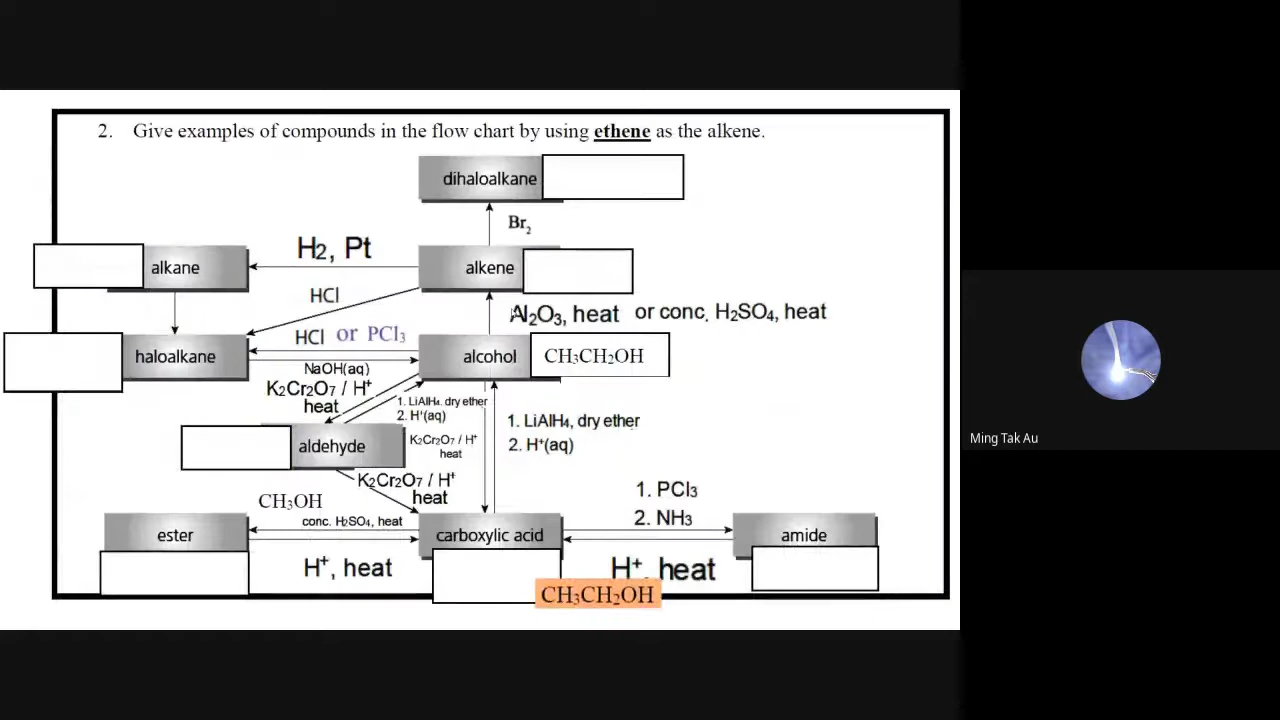 2. Give examples of compounds in the flow chart by using ethene as the alkene.
dihaloalkane
Br₂
H2, Pt
alkane
alkene
HCl
Al₂O₃, heat or conc. H₂SO₄, heat
HCl or PCl₃
haloalkane
alcohol
CH₃CH₂OH
NaOH(aq)
K₂Cr₂O₇ / H⁺
heat
1. LiAlH₄, dry ether
2. H⁺(aq)
1. LiAlH₄, dry ether
2. H⁺(aq)
aldehyde
K₂Cr₂O₇ / H⁺
heat
K₂Cr₂O₇ / H⁺
heat
Ming Tak Au
CH₃OH
1. PCl₃
2. NH₃
conc. H₂SO₄, heat
ester
carboxylic acid
amide
H⁺, heat
H⁺, heat
CH₃CH₂OH